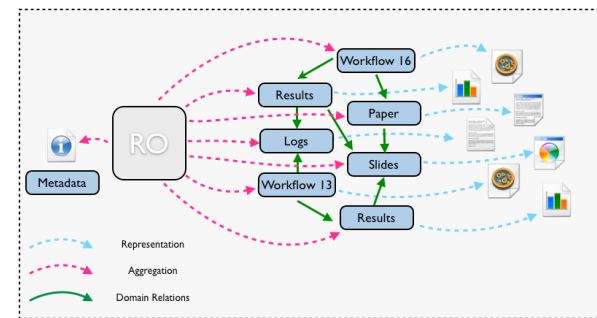 Workflow 16
Results
Paper
RO
Logs
Slides
Metadata
Workflow 13
Results
Representation
Aggregation
Domain Relations